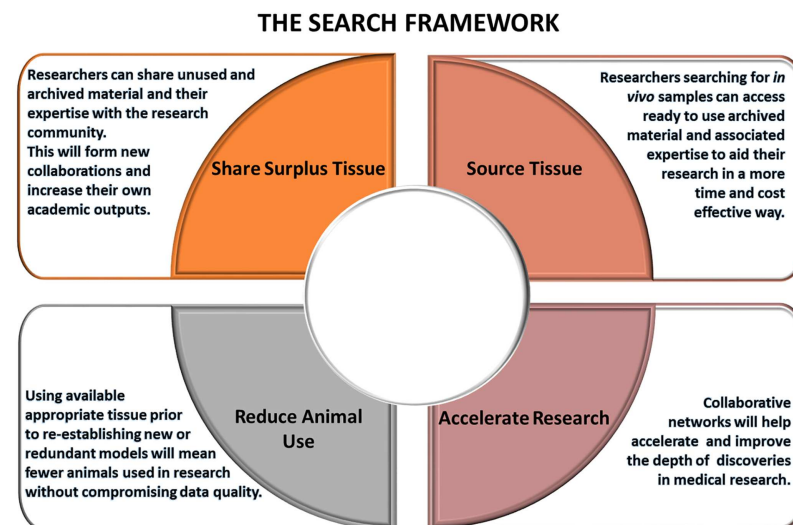 THE SEARCH FRAMEWORK
Researchers can share unused and
archived material and their
expertise with the research
community.
This will form new
collaborations and
increase their own
academic outputs.
Share Surplus Tissue
Source Tissue
Researchers searching for in
vivo samples can access
ready to use archived
material and associated
expertise to aid their
research in a more
time and cost
effective way.
Using available
appropriate tissue prior
to re-establishing new or
redundant models will mean
fewer animals used in research
without compromising data quality.
Reduce Animal
Use
Accelerate Research
Collaborative
networks will help
accelerate and improve
the depth of discoveries
in medical research.